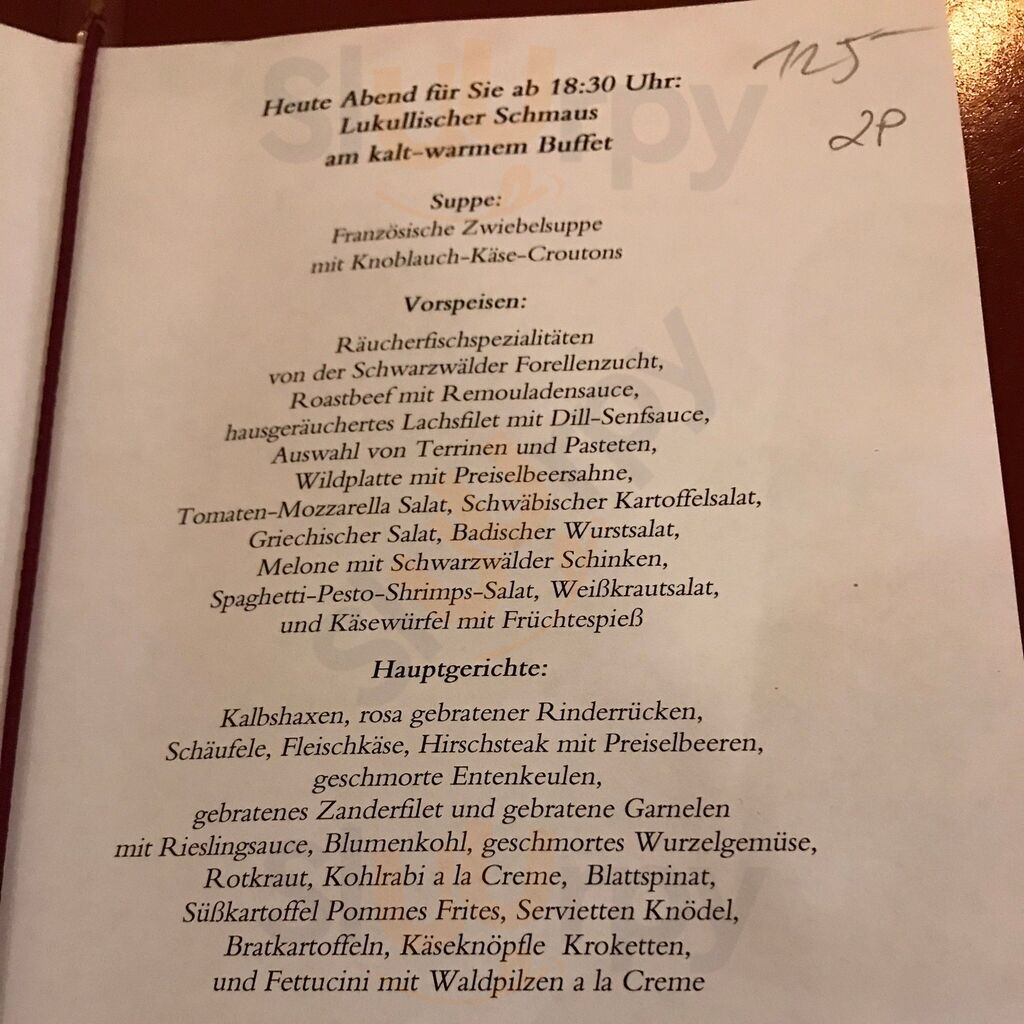 125
2P
Heute Abend für Sie ab 18:30 Uhr:
Lukullischer Schmaus
am kalt-warmem Buffet
Suppe:
Französische Zwiebelsuppe
mit Knoblauch-Käse-Croutons
Vorspeisen:
Räucherfischspezialitäten
von der Schwarzwälder Forellenzucht,
Roastbeef mit Remouladensauce,
hausgeräuchertes Lachsfilet mit Dill-Senfsauce,
Auswahl von Terrinen und Pasteten,
Wildplatte mit Preiselbeersahne,
Tomaten-Mozzarella Salat, Schwäbischer Kartoffelsalat,
Griechischer Salat, Badischer Wurstsalat,
Melone mit Schwarzwälder Schinken,
Spaghetti-Pesto-Shrimps-Salat, Weißkrautsalat,
und Käsewürfel mit Früchtespieß
Hauptgerichte:
Kalbshaxen, rosa gebratener Rinderrücken,
Schäufele, Fleischkäse, Hirschsteak mit Preiselbeeren,
geschmorte Entenkeulen,
gebratenes Zanderfilet und gebratene Garnelen
mit Rieslingsauce, Blumenkohl, geschmortes Wurzelgemüse,
Rotkraut, Kohlrabi a la Creme, Blattspinat,
Süßkartoffel Pommes Frites, Servietten Knödel,
Bratkartoffeln, Käseknöpfle Kroketten,
und Fettucini mit Waldpilzen a la Creme